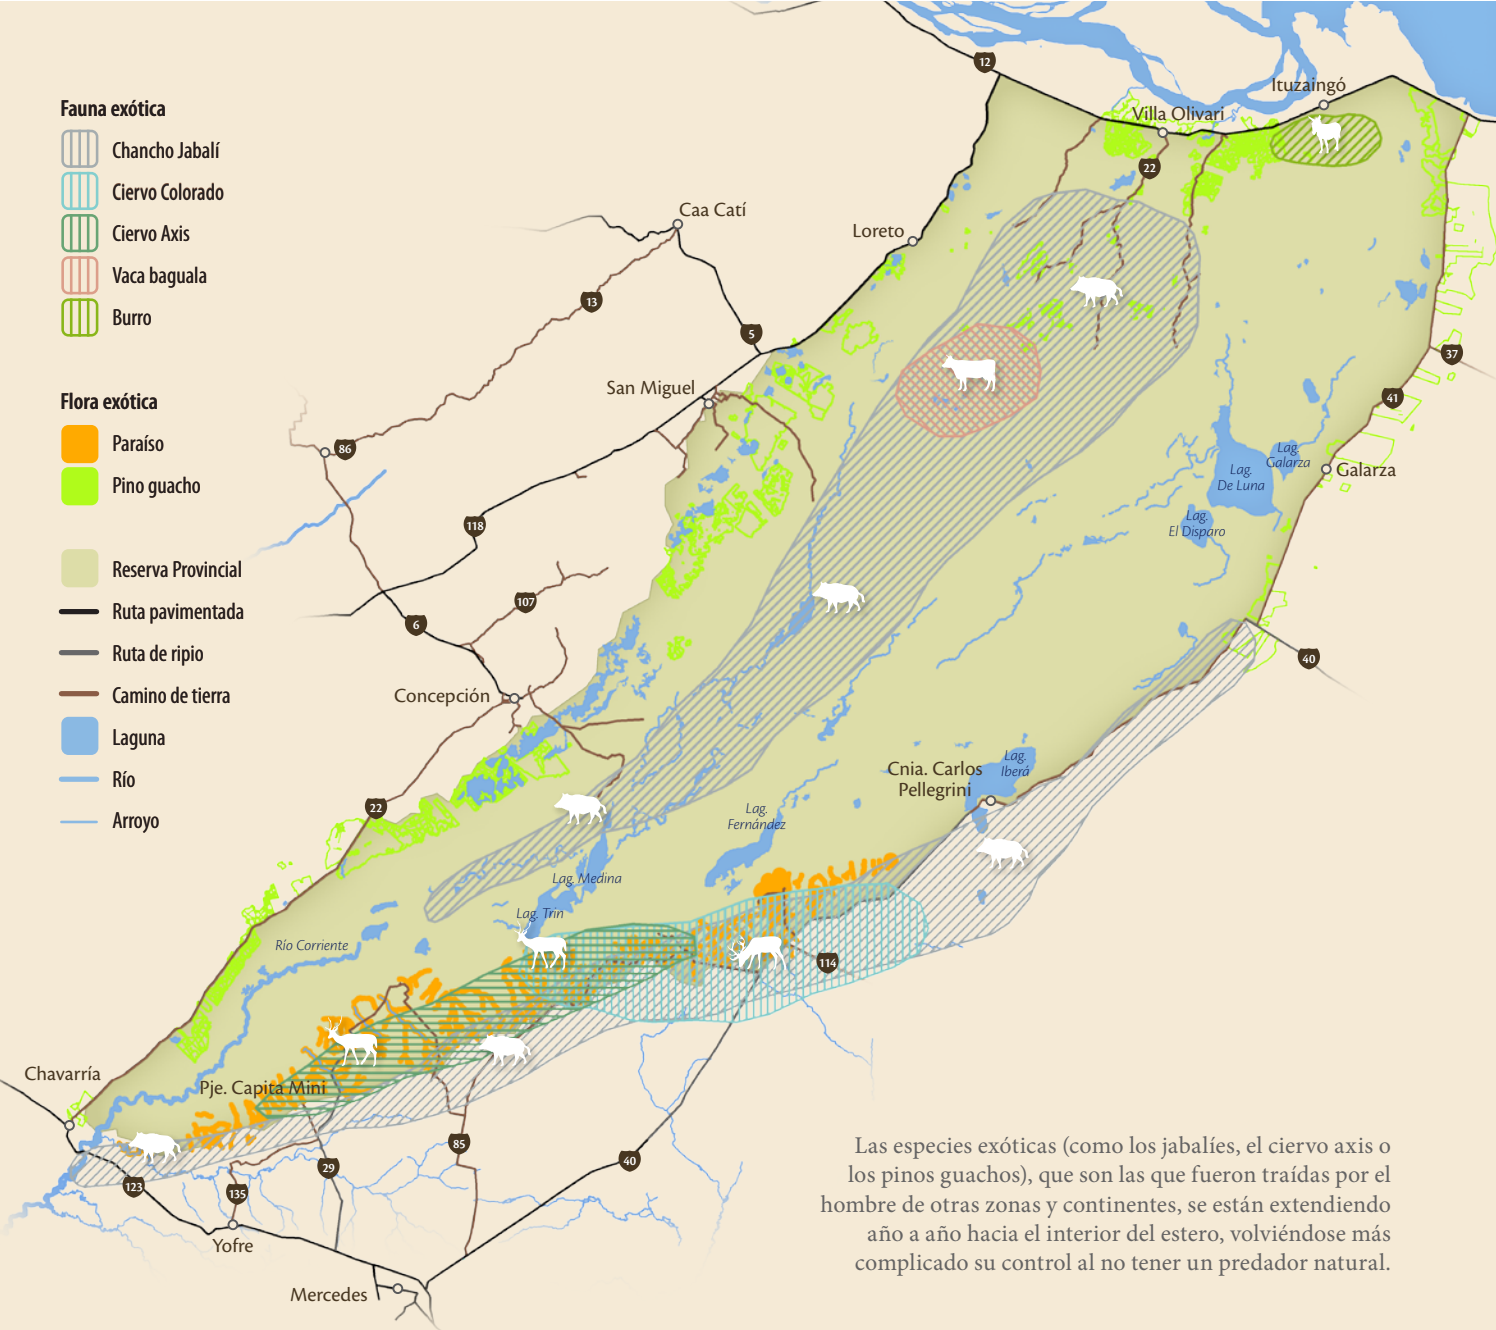 Fauna exótica
Chancho Jabalí
Ciervo Colorado
Ciervo Axis
Vaca baguala
Burro
Flora exótica
Paraíso
Pino guacho
Reserva Provincial
Ruta pavimentada
Ruta de ripio
Camino de tierra
Laguna
Río
Arroyo
12
Ituzaingó
Villa Olivari
22
Caa Catí
Loreto
13
5
37
San Miguel
41
86
Lag.
Galarza
Galarza
Lag.
De Luna
118
Lag.
El Disparo
107
6
40
Concepción
Lag.
Iberá
Cnia. Carlos
Pellegrini
22
Lag.
Fernández
Lag. Medina
Lag. Trin
Río Corriente
114
Chavarría
Pje. Capita Mini
85
29
40
123
135
Yofre
Mercedes
Las especies exóticas (como los jabalíes, el ciervo axis o
los pinos guachos), que son las que fueron traídas por el
hombre de otras zonas y continentes, se están extendiendo
año a año hacia el interior del estero, volviéndose más
complicado su control al no tener un predador natural.